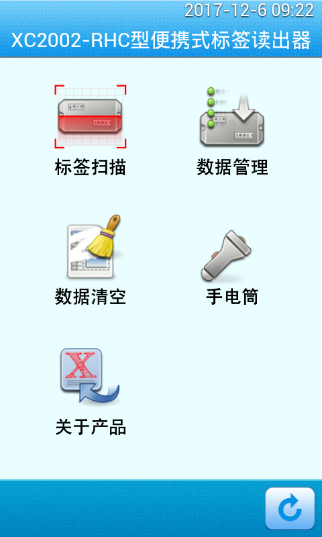 2017-12-6 09:22
XC2002-RHC型便携式标签读出器
标签扫描
数据管理
数据清空
手电筒
X
关于产品